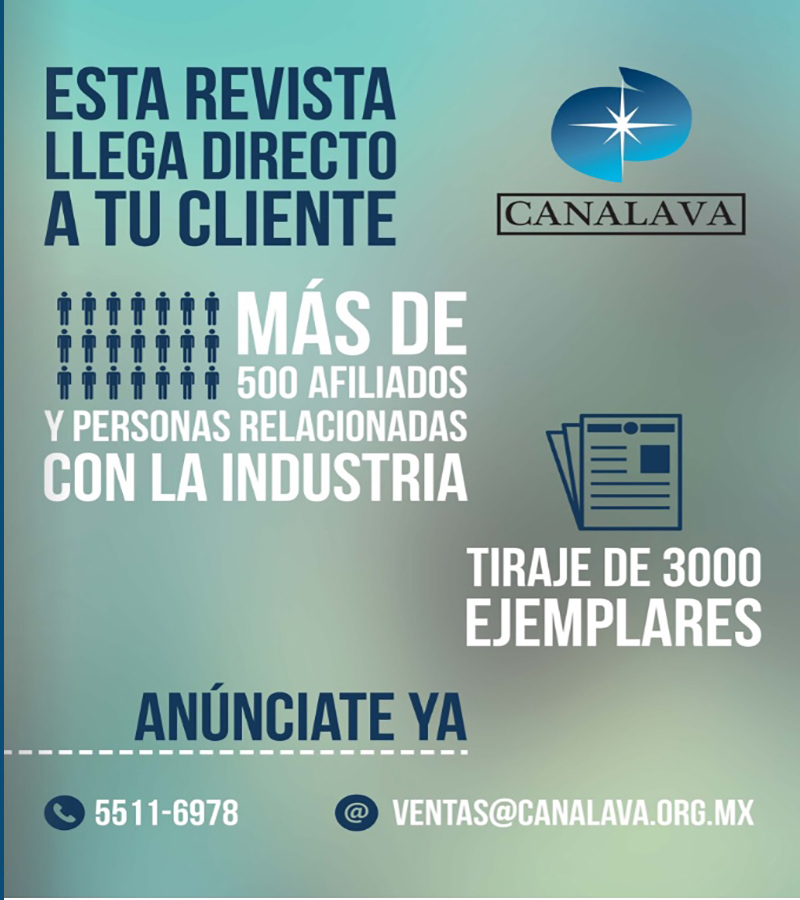 ESTA REVISTA
LLEGA DIRECTO
A TU CLIENTE
CANALAVA
MÁS DE
500 AFILIADOS
Y PERSONAS RELACIONADAS
CON LA INDUSTRIA
TIRAJE DE 3000
EJEMPLARES
ANÚNCIATE YA
5511-6978
@ VENTAS@CANALAVA.ORG.MX